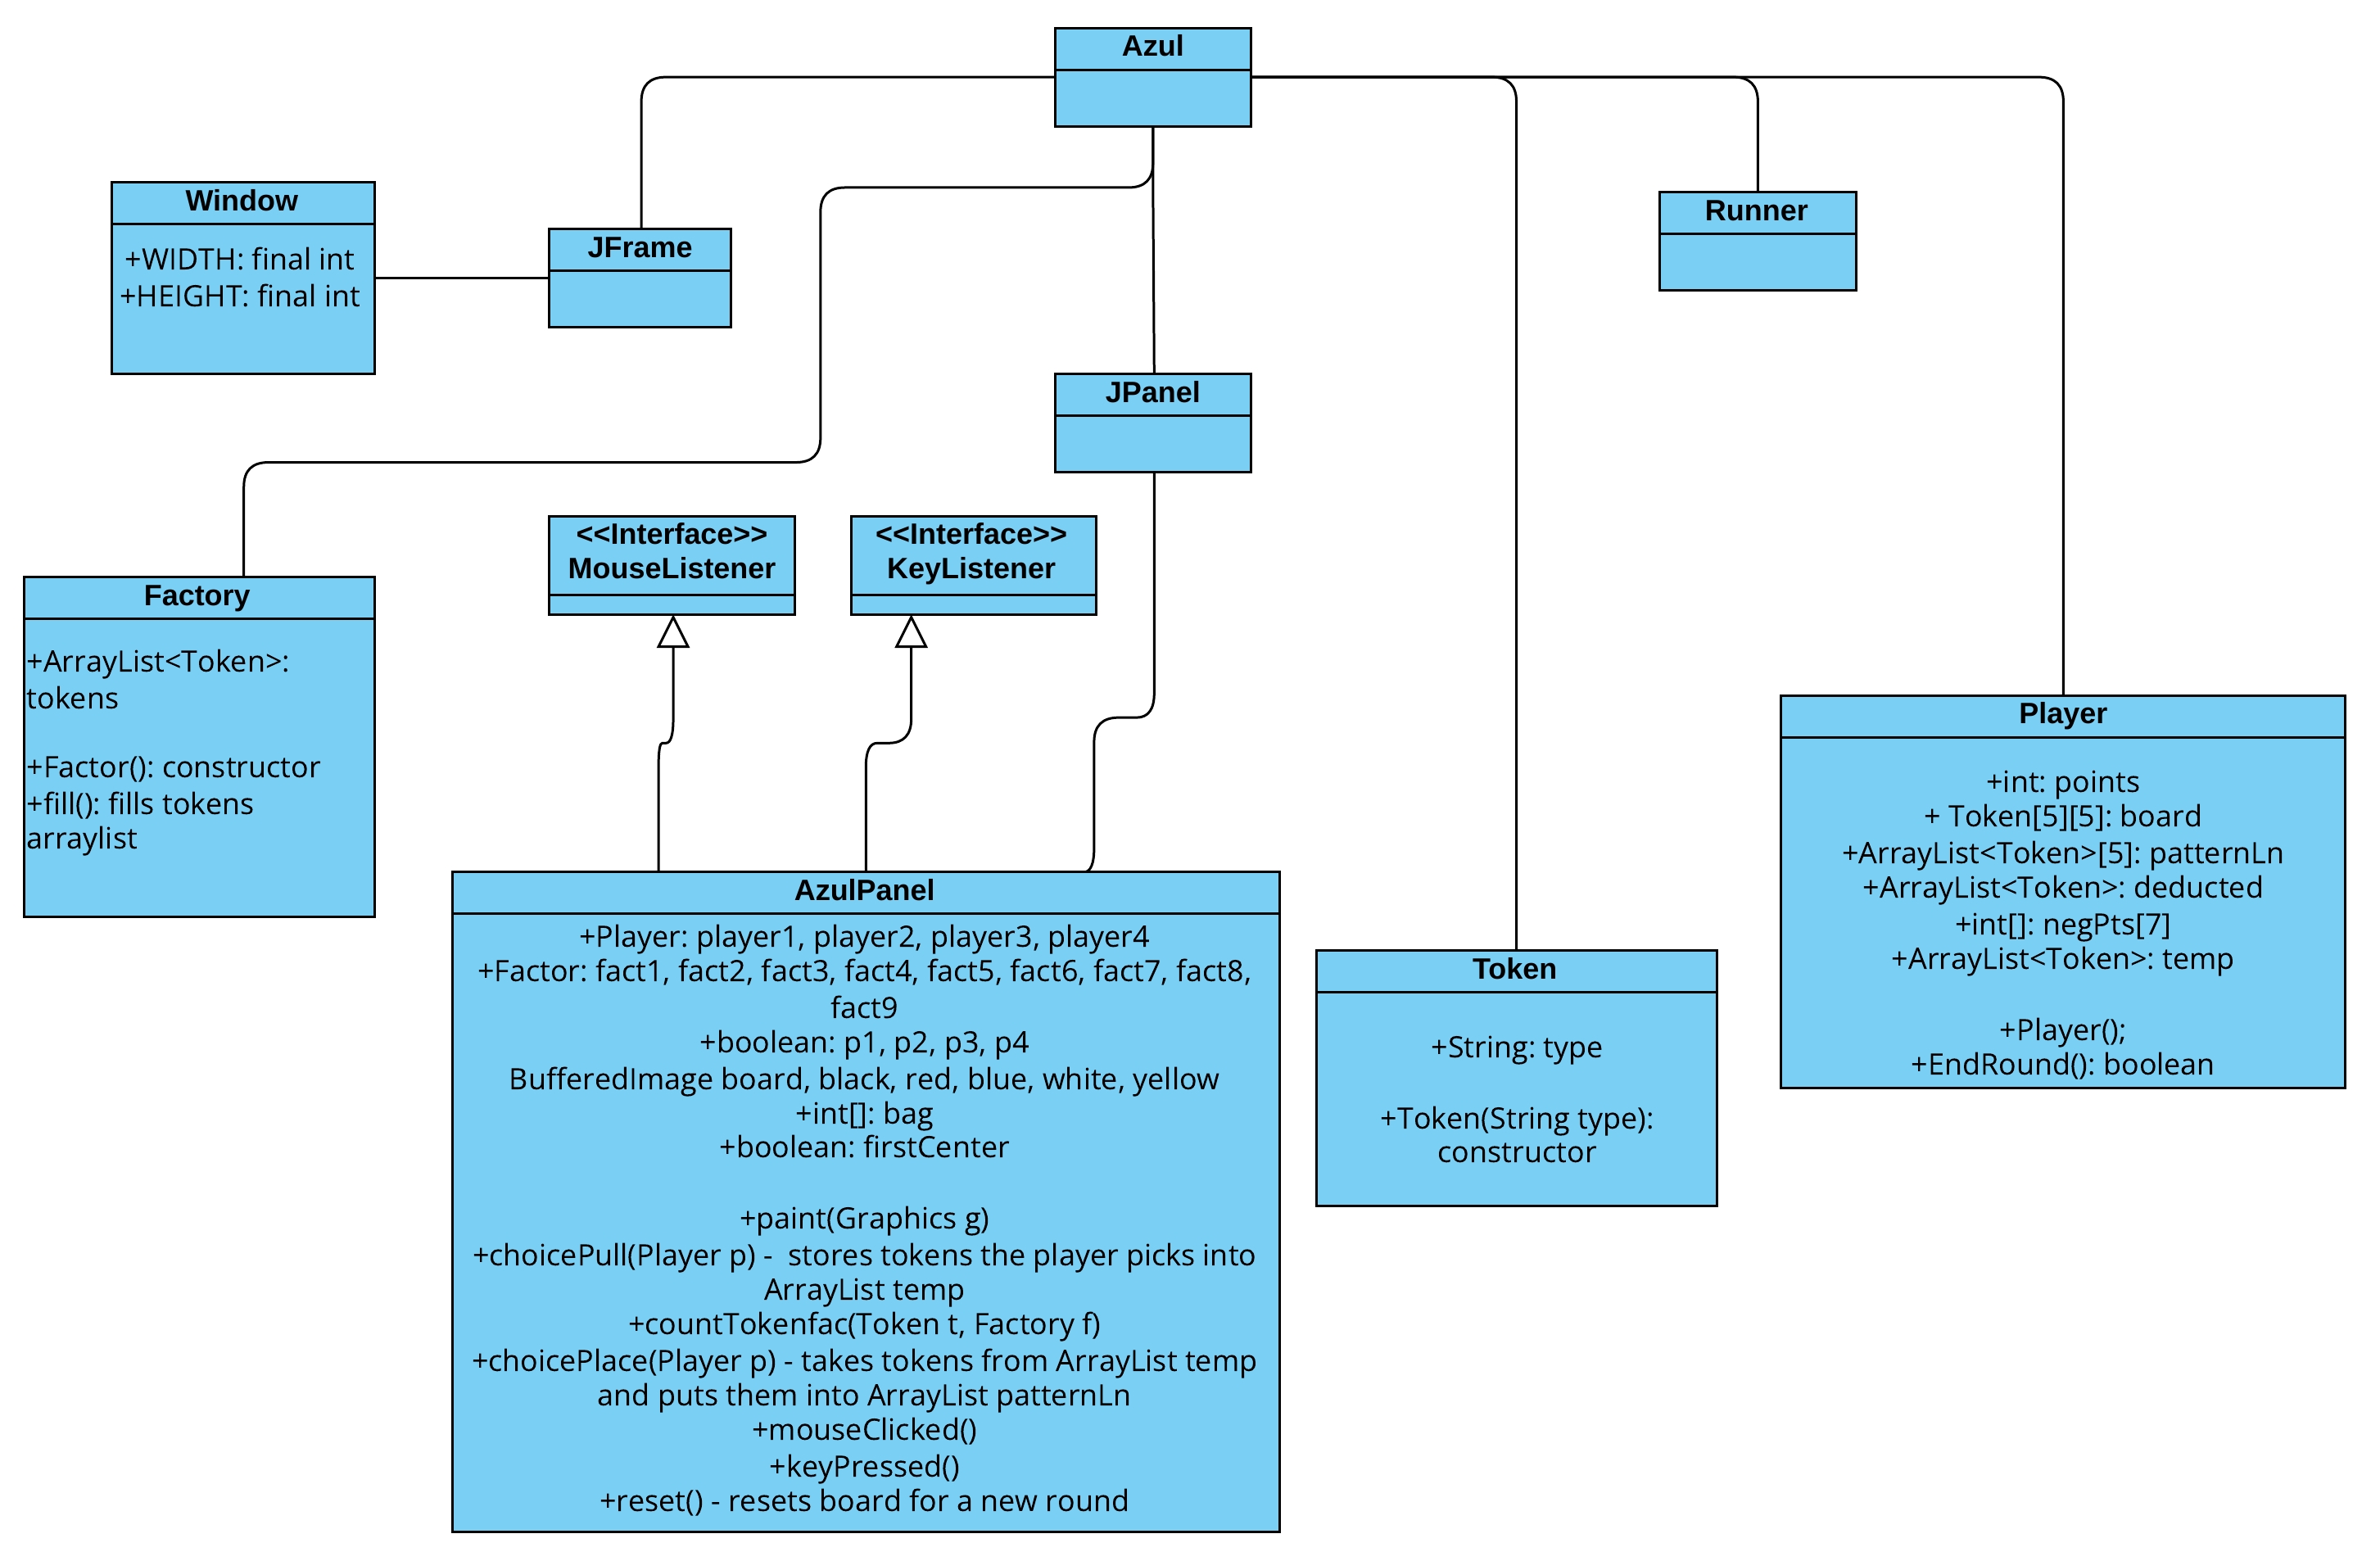 Azul
Window
+WIDTH: final int
+HEIGHT: final int
JFrame
Runner
JPanel
<<Interface>>
MouseListener
<<Interface>>
KeyListener
Factory
+ArrayList<Token>:
tokens
+Factor(): constructor
+fill(): fills tokens
arraylist
Player
+int: points
+ Token[5][5]: board
+ArrayList<Token>[5]: patternLn
+ArrayList<Token>: deducted
+int[]: negPts[7]
+ArrayList<Token>: temp
+Player();
+EndRound(): boolean
AzulPanel
+Player: player1, player2, player3, player4
+Factor: fact1, fact2, fact3, fact4, fact5, fact6, fact7, fact8,
fact9
+boolean: p1, p2, p3, p4
BufferedImage board, black, red, blue, white, yellow
+int[]: bag
+boolean: firstCenter
+paint(Graphics g)
+choicePull(Player p) -  stores tokens the player picks into
ArrayList temp
+countTokenfac(Token t, Factory f)
+choicePlace(Player p) - takes tokens from ArrayList temp
and puts them into ArrayList patternLn
+mouseClicked()
+keyPressed()
+reset() - resets board for a new round
Token
+String: type
+Token(String type):
constructor